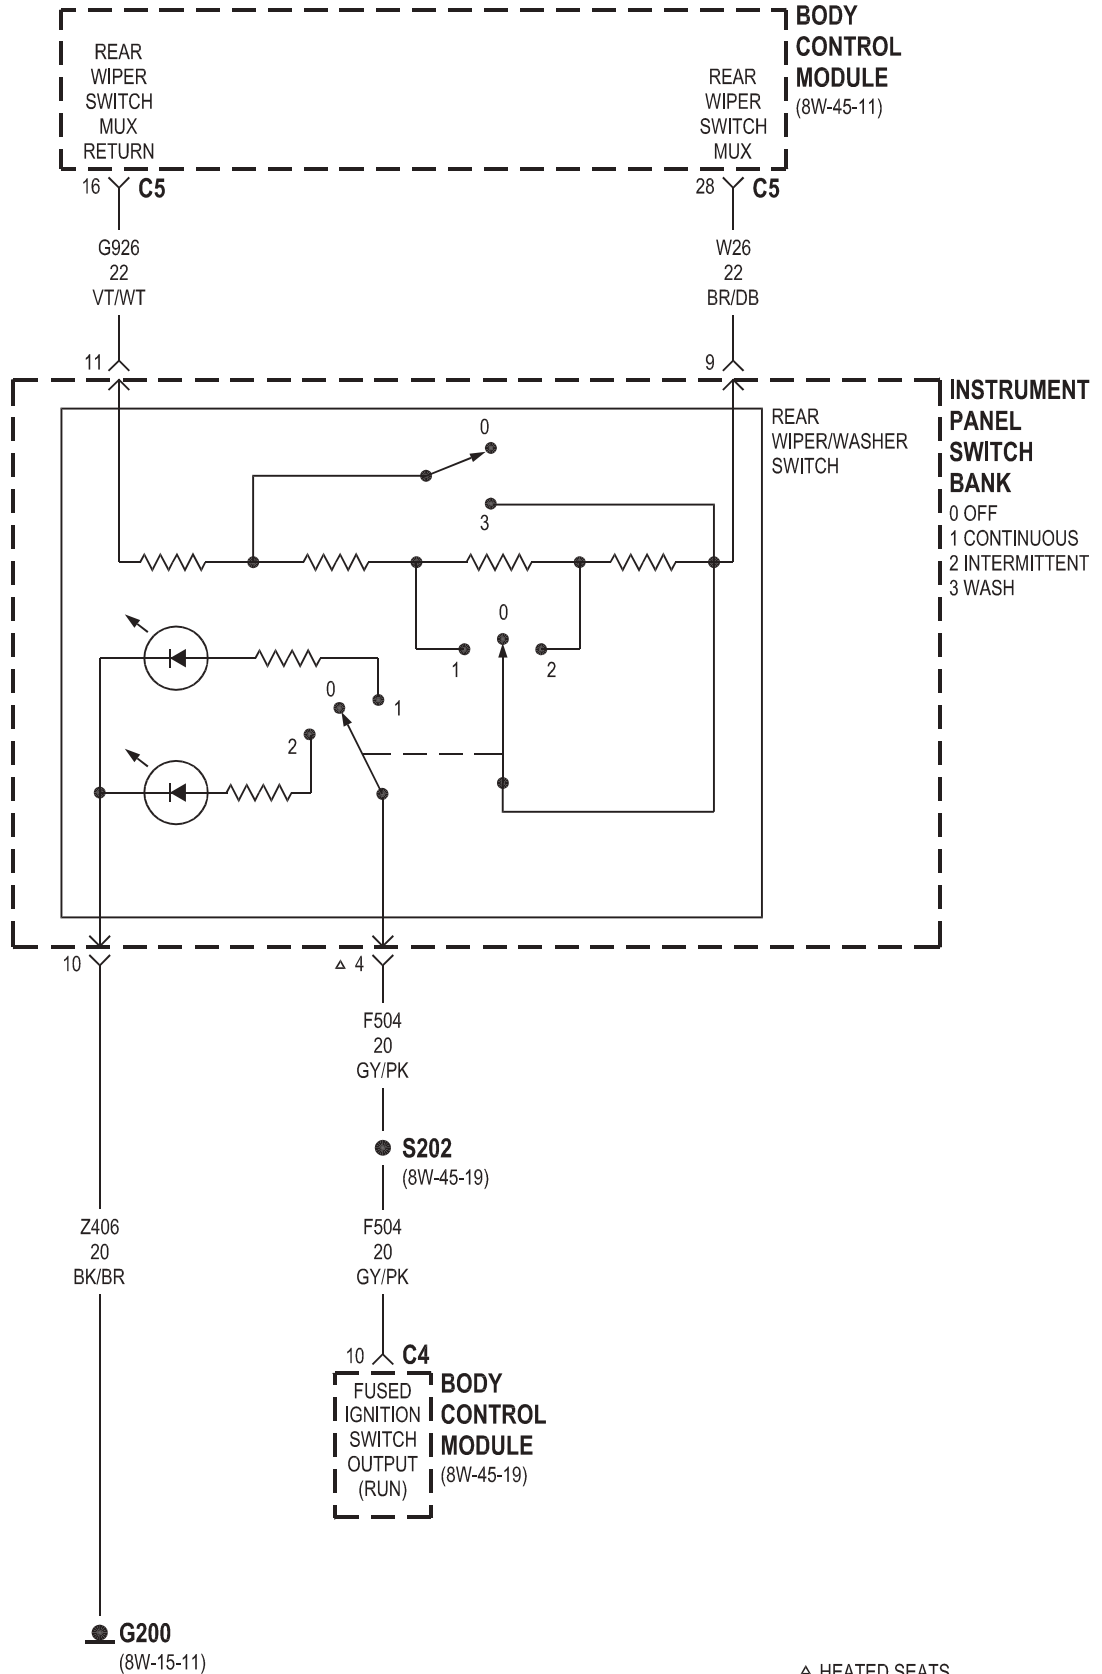 BODY
CONTROL
MODULE
(8W-45-11)
REAR
WIPER
SWITCH
MUX
RETURN
REAR
WIPER
SWITCH
MUX
16 C5
28 C5
G926
22
VT/WT
W26
22
BR/DB
11
9
INSTRUMENT
PANEL
SWITCH
BANK
0 OFF
1 CONTINUOUS
2 INTERMITTENT
3 WASH
REAR
WIPER/WASHER
SWITCH
0
3
0
1
2
0
1
2
10
△ 4
F504
20
GY/PK
S202
(8W-45-19)
Z406
20
BK/BR
F504
20
GY/PK
10 C4
FUSED
IGNITION
SWITCH
OUTPUT
(RUN)
BODY
CONTROL
MODULE
(8W-45-19)
G200
(8W-15-11)
△ HEATED SEATS